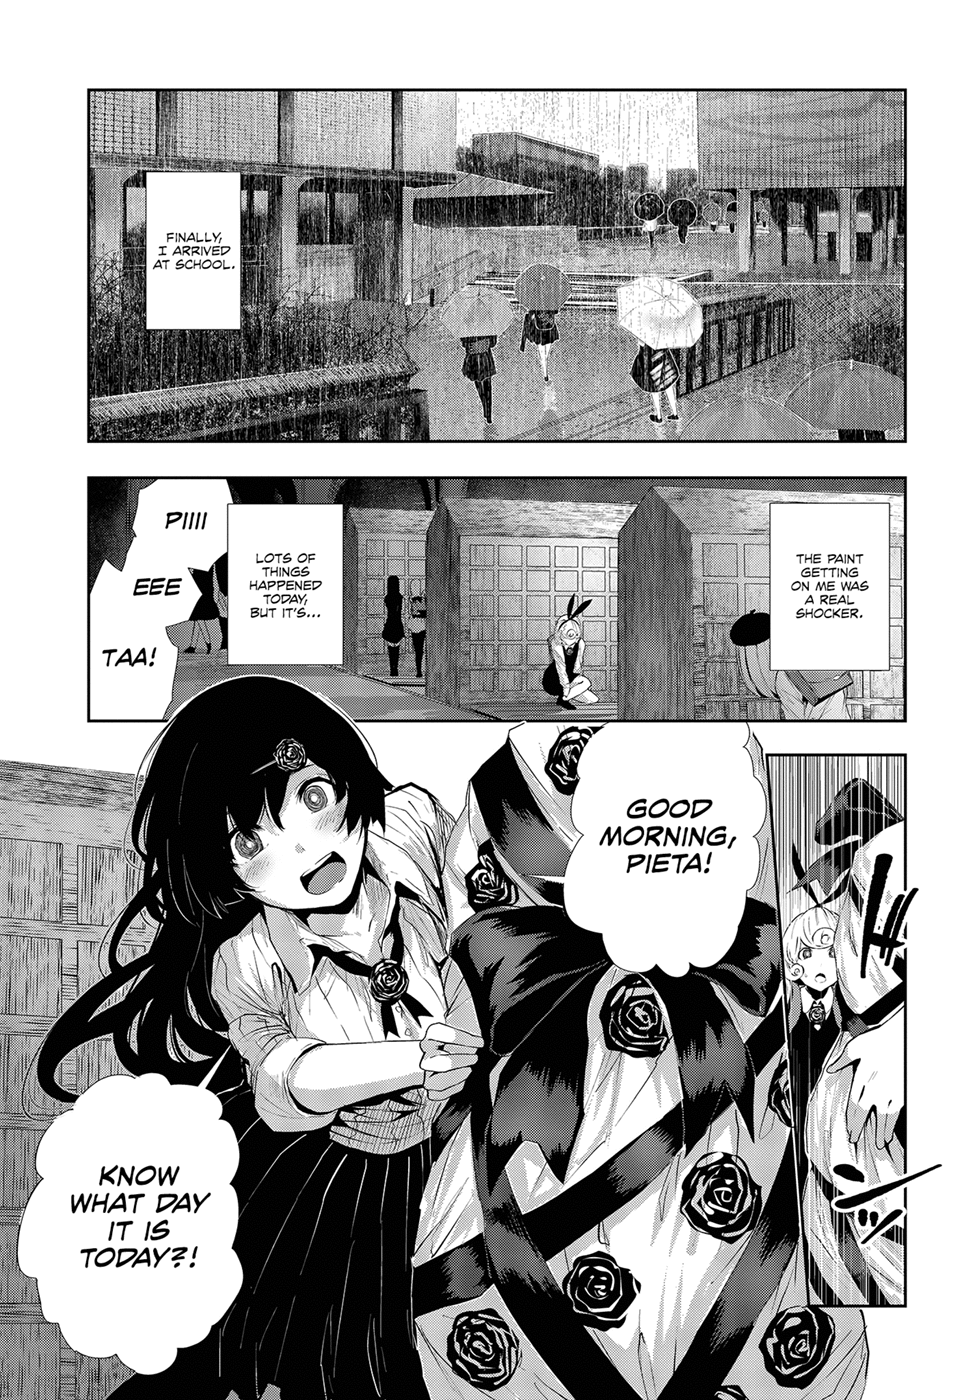 FINALLY,
I ARRIVED
AT SCHOOL.
THE PAINT
GETTING
ON ME WAS
A REAL
SHOCKER.
LOTS OF
THINGS
HAPPENED
TODAY,
BUT IT'S...
PIIII
EEE
TAA!
GOOD
MORNING,
PIETA!
KNOW
WHAT DAY
IT IS
TODAY?!